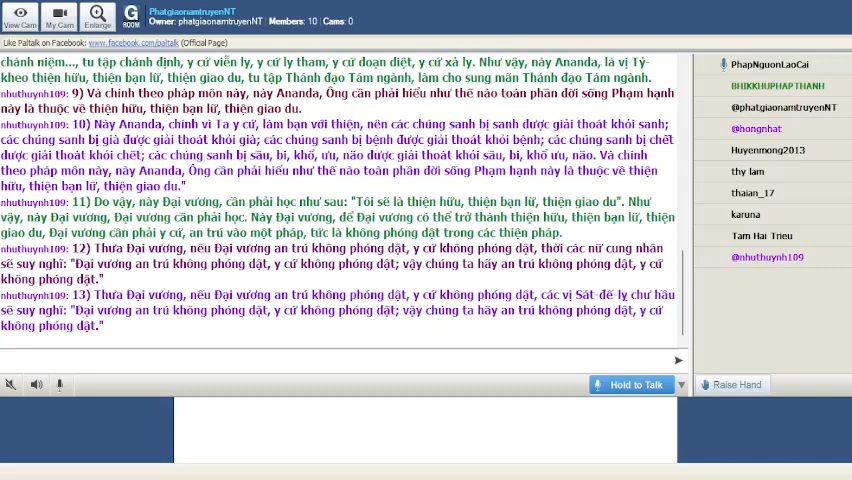 PhatgiaonamtruyenNT
Owner: phatgiaonamtruyenNT Members: 10 Cams: 0
View Cam My Cam Enlarge G ROOM
Like Paltalk on Facebook: www.facebook.com/paltalk (Official Page)
chánh niệm..., tu tập chánh định, y cứ viễn ly, y cứ ly tham, y cứ đoạn diệt, y cứ xả ly. Như vậy, này Ananda, là vị Tỷ-
kheo thiện hữu, thiện bạn lữ, thiện giao du, tu tập Thánh đạo Tám ngành, làm cho sung mãn Thánh đạo Tám ngành.
nhuthuynh109: 9) Và chính theo pháp môn này, này Ananda, Ông cần phải hiểu như thế nào toàn phần đời sống Phạm hạnh
này là thuộc về thiện hữu, thiện bạn lữ, thiện giao du.
nhuthuynh109: 10) Này Ananda, chính vì Ta y cứ, làm bạn với thiện, nên các chúng sanh bị sanh được giải thoát khỏi sanh;
các chúng sanh bị già được giải thoát khỏi già; các chúng sanh bị bệnh được giải thoát khỏi bệnh; các chúng sanh bị chết
được giải thoát khỏi chết; các chúng sanh bị sầu, bi, khổ, ưu, não được giải thoát khỏi sầu, bi, khổ ưu, não. Và chính
theo pháp môn này, này Ananda, Ông cần phải hiểu như thế nào toàn phần đời sống Phạm hạnh này là thuộc về thiện
hữu, thiện bạn lữ, thiện giao du."
nhuthuynh109: 11) Do vậy, này Đại vương, cần phải học như sau: "Tôi sẽ là thiện hữu, thiện bạn lữ, thiện giao du". Như
vậy, này Đại vương, Đại vương cần phải học. Này Đại vương, để Đại vương có thể trở thành thiện hữu, thiện bạn lữ, thiện
giao du, Đại vương cần phải y cứ, an trú vào một pháp, tức là không phóng dật trong các thiện pháp.
nhuthuynh109: 12) Thưa Đại vương, nếu Đại vương an trú không phóng dật, y cứ không phóng dật, thời các nữ cung nhân
sẽ suy nghĩ: "Đại vương an trú không phóng dật, y cứ không phóng dật; vậy chúng ta hãy an trú không phóng dật, y cứ
không phóng dật."
nhuthuynh109: 13) Thưa Đại vương, nếu Đại vương an trú không phóng dật, y cứ không phóng dật, các vị Sát-đế-lỵ chư hầu
sẽ suy nghĩ: "Đại vương an trú không phóng dật, y cứ không phóng dật; vậy chúng ta hãy an trú không phóng dật, y cứ
không phóng dật."
PhapNguonLaoCai
BHIKKHUPHAPTHANH
@phatgiaonamtruyenNT
@hongnhat
Huyenmong2013
thy lam
thaian_17
karuna
Tam Hai Trieu
@nhuthuynh109
Hold to Talk
Raise Hand